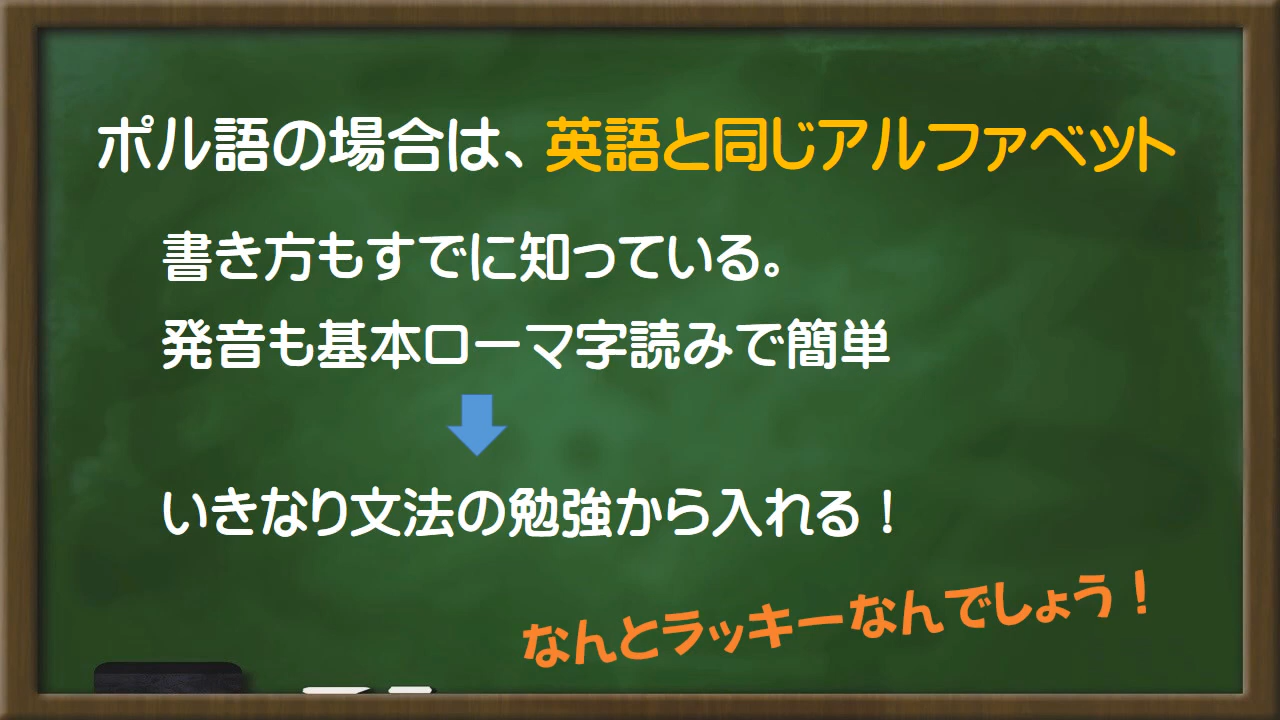 ポル語の場合は、英語と同じアルファベット
書き方もすでに知っている。
発音も基本ローマ字読みで簡単
いきなり文法の勉強から入れる！
なんとラッキーなんでしょう！